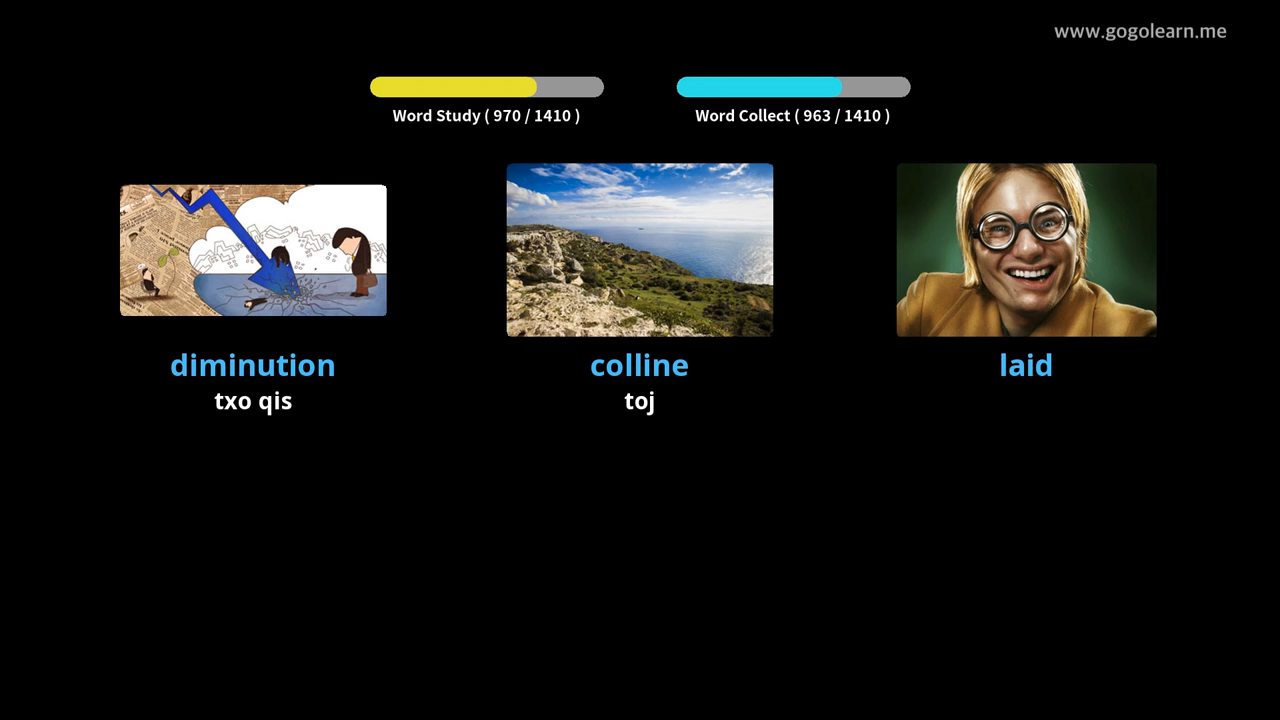 www.gogolearn.me
Word Study ( 970 / 1410 )
Word Collect ( 963 / 1410 )
diminution
colline
laid
txo qis
toj